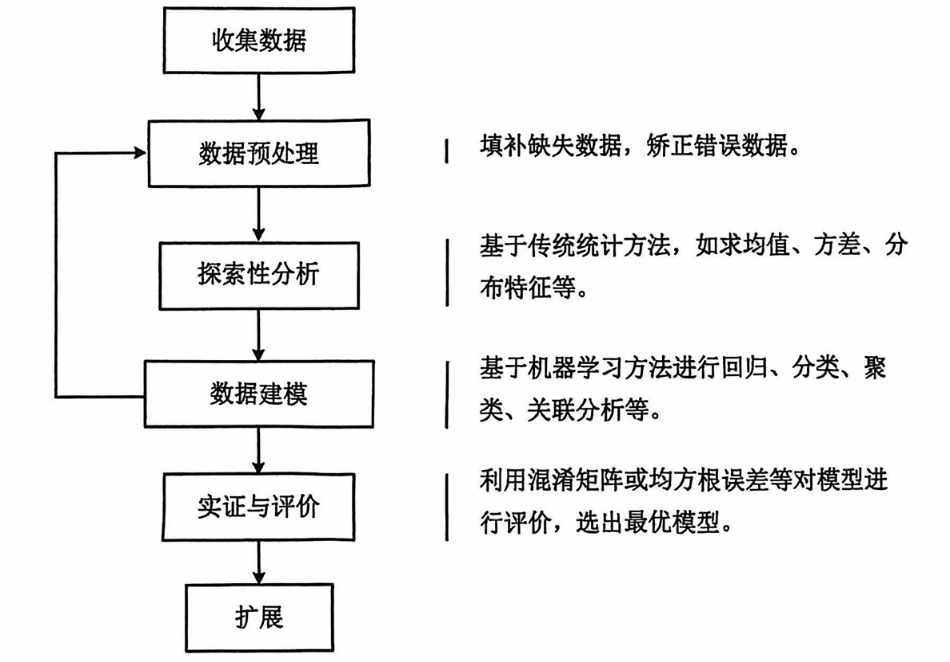 收集数据
数据预处理
填补缺失数据，矫正错误数据。
探索性分析
基于传统统计方法，如求均值、方差、分
布特征等。
数据建模
基于机器学习方法进行回归、分类、聚
类、关联分析等。
实证与评价
利用混淆矩阵或均方根误差等对模型进
行评价，选出最优模型。
扩展